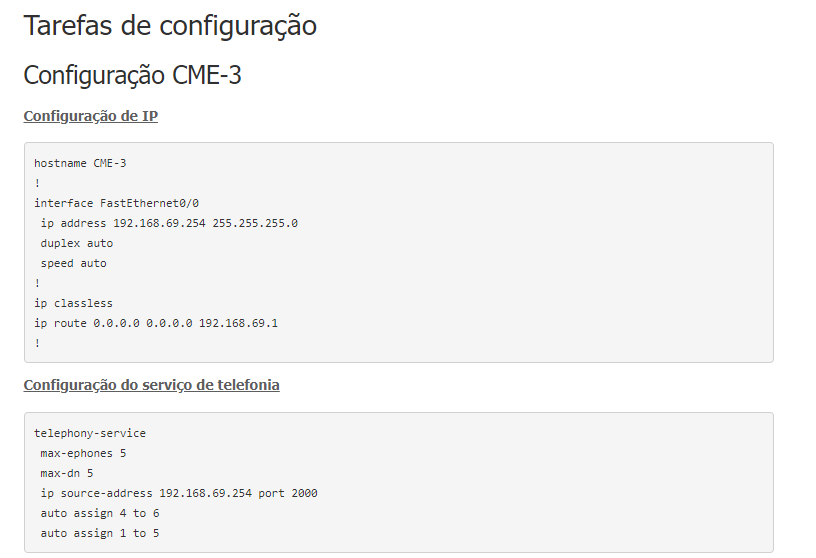 Tarefas de configuração
Configuração CME-3
Configuração de IP
hostname CME-3
!
interface FastEthernet0/0
 ip address 192.168.69.254 255.255.255.0
 duplex auto
 speed auto
!
ip classless
ip route 0.0.0.0 0.0.0.0 192.168.69.1
!
Configuração do serviço de telefonia
telephony-service
 max-ephones 5
 max-dn 5
 ip source-address 192.168.69.254 port 2000
 auto assign 4 to 6
 auto assign 1 to 5